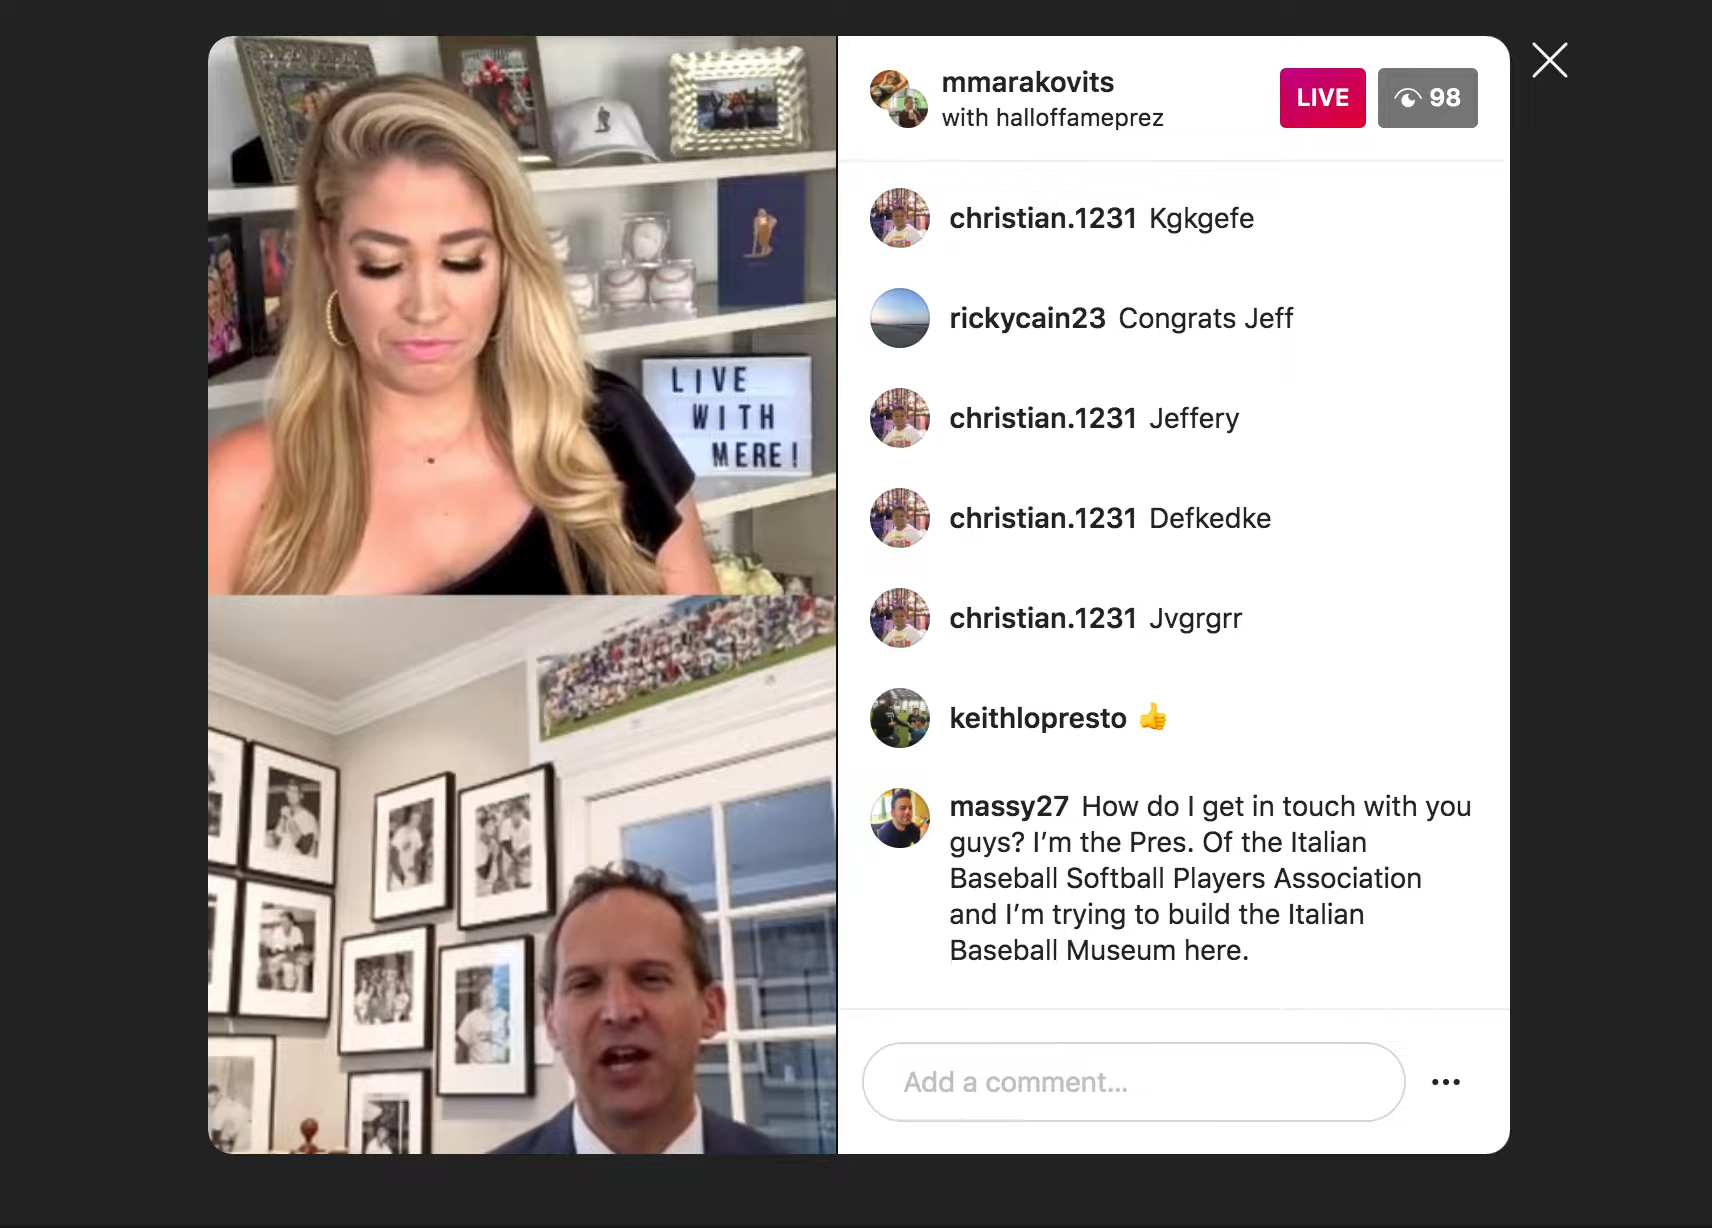 LIVE
WITH
MERE!
mmarakovits
with halloffameprez
LIVE
98
christian.1231 Kgkgefe
rickycain23 Congrats Jeff
christian.1231 Jeffery
christian.1231 Defkedke
christian.1231 Jvgrgrr
keithlopresto 👍
massy27 How do I get in touch with you
guys? I’m the Pres. Of the Italian
Baseball Softball Players Association
and I’m trying to build the Italian
Baseball Museum here.
Add a comment...